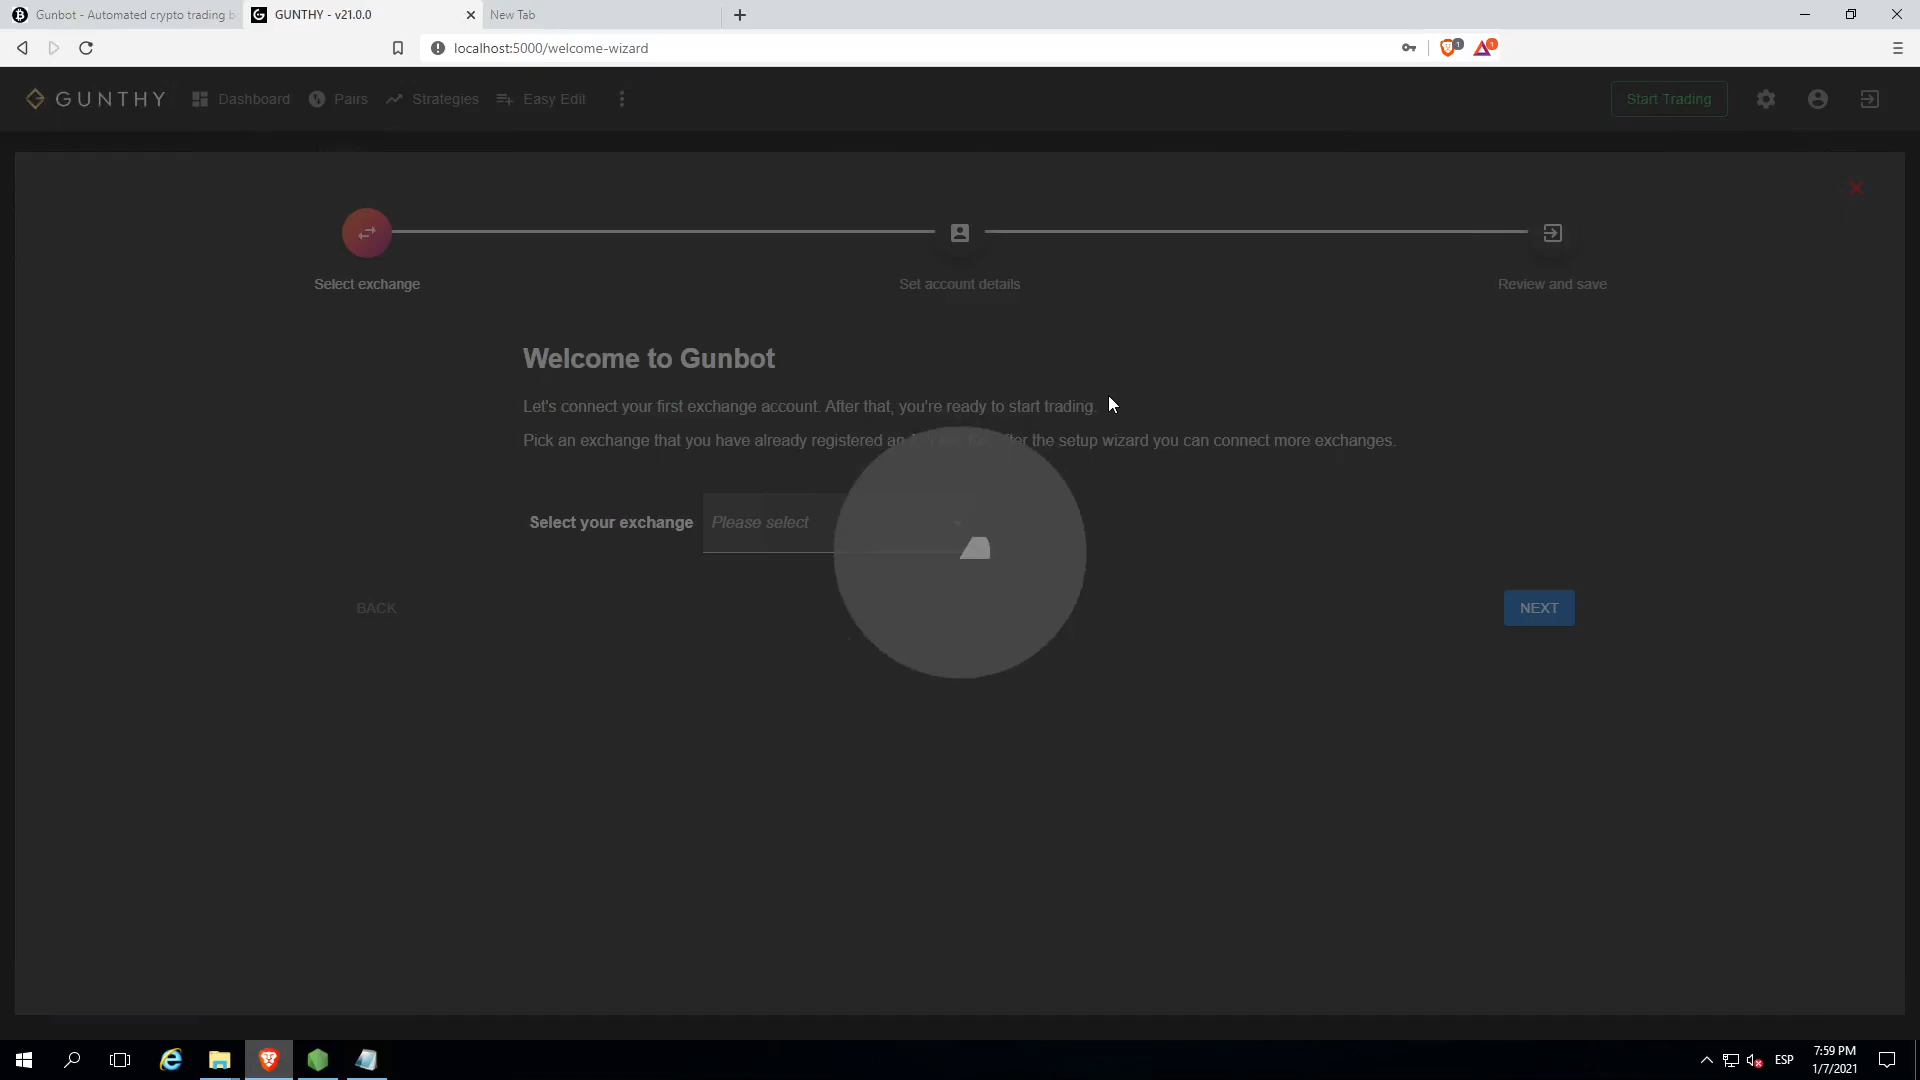 Gunbot - Automated crypto trading b
GUNTHY - v21.0.0
New Tab
localhost:5000/welcome-wizard
1
1
GUNTHY
Dashboard
Pairs
Strategies
Easy Edit
Start Trading
Select exchange
Set account details
Review and save
Welcome to Gunbot
Let's connect your first exchange account. After that, you're ready to start trading.
Pick an exchange that you have already registered an the setup wizard you can connect more exchanges.
Select your exchange
Please select
BACK
NEXT
ESP
7:59 PM
1/7/2021